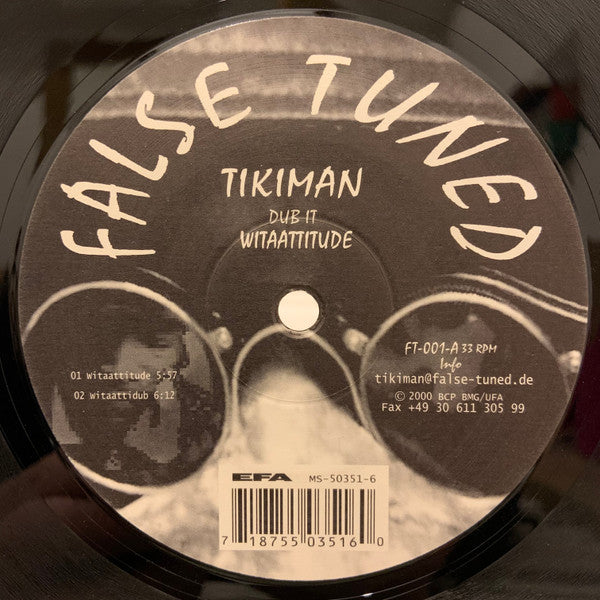 FALSE TUNED
TIKIMAN
DUB IT
WITAATTITUDE
01 witaattitude 5:57
02 witaattidub 6:12
FT-001-A 33 RPM
Info
tikiman@false-tuned.de
© 2000 BCP BMG/UFA
Fax +49 30 611 305 99
EFA MS-50351-6
7 18755 03516 0